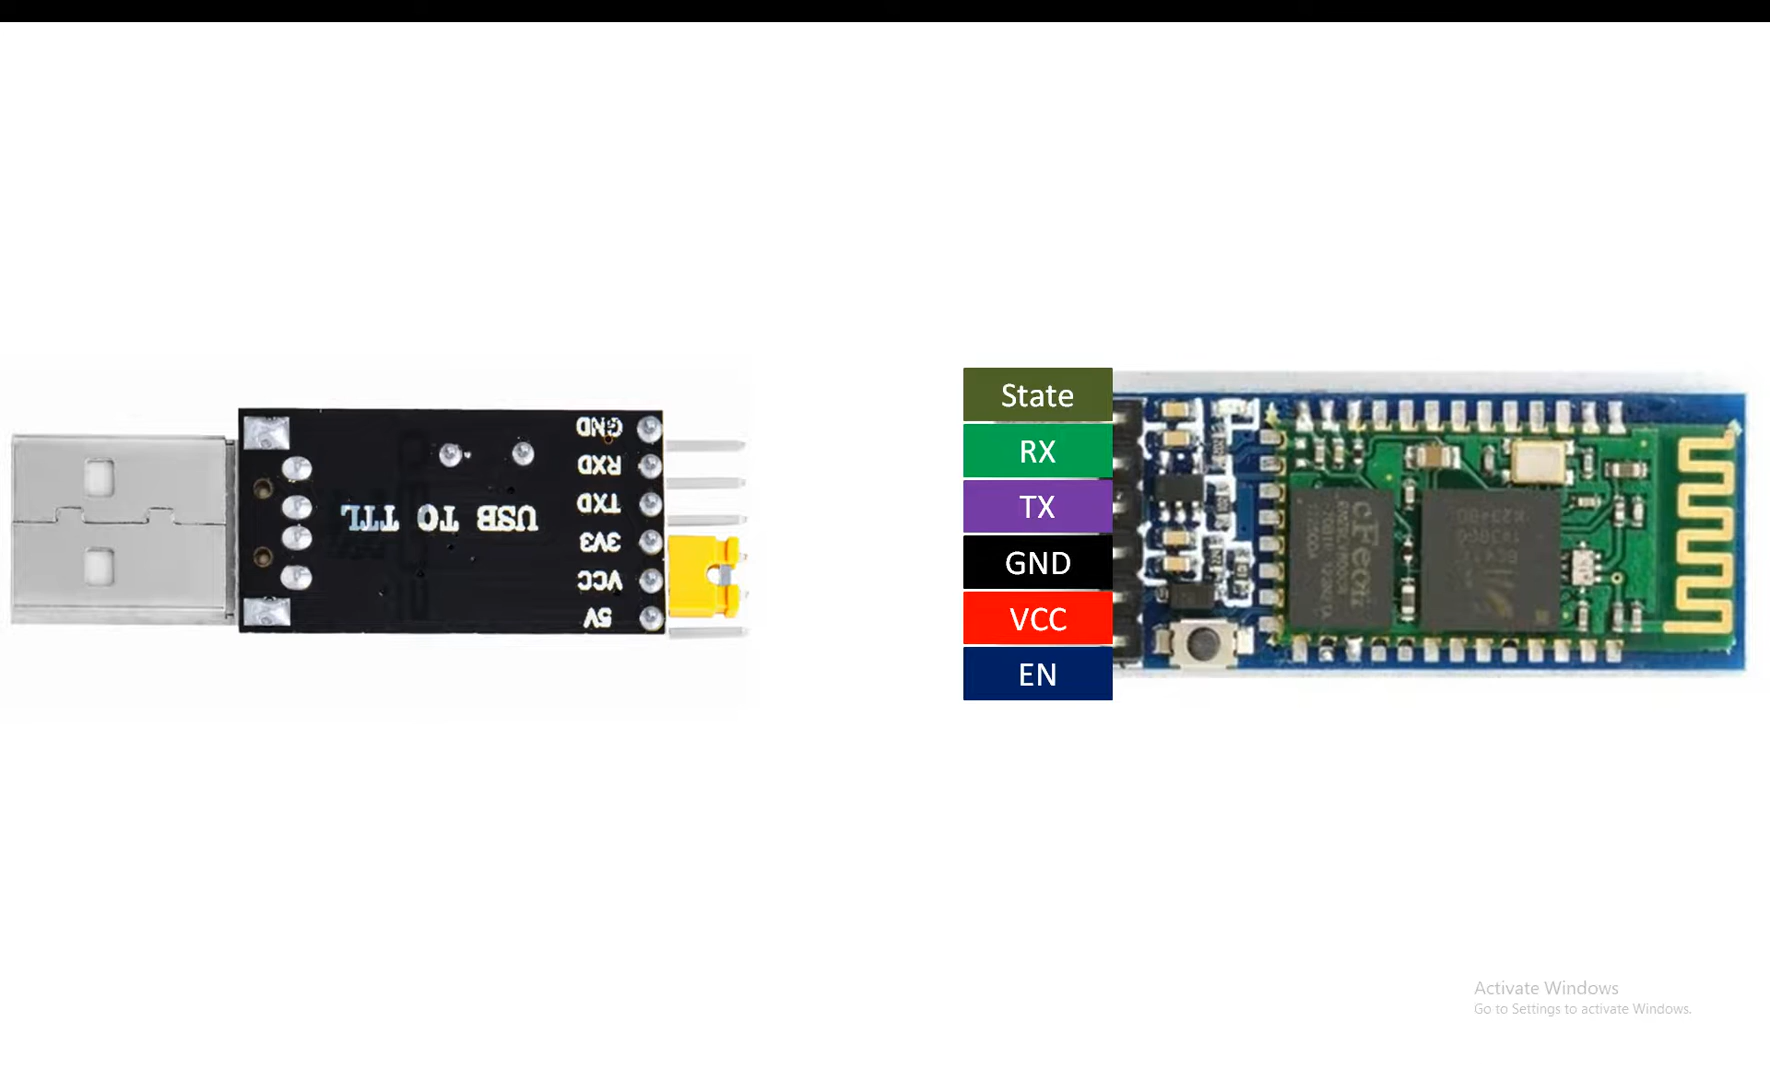 GND
RXD
TXD
3V3
VCC
5V
USB TO TTL
State
RX
TX
GND
VCC
EN
Activate Windows
Go to Settings to activate Windows.